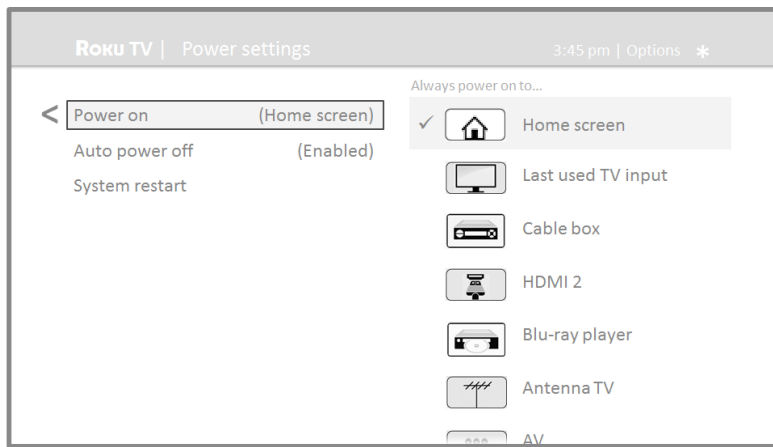 ROKU TV | Power settings
3:45 pm | Options *
Power on (Home screen)
Auto power off (Enabled)
System restart
Always power on to...
Home screen
Last used TV input
Cable box
HDMI 2
Blu-ray player
Antenna TV
AV